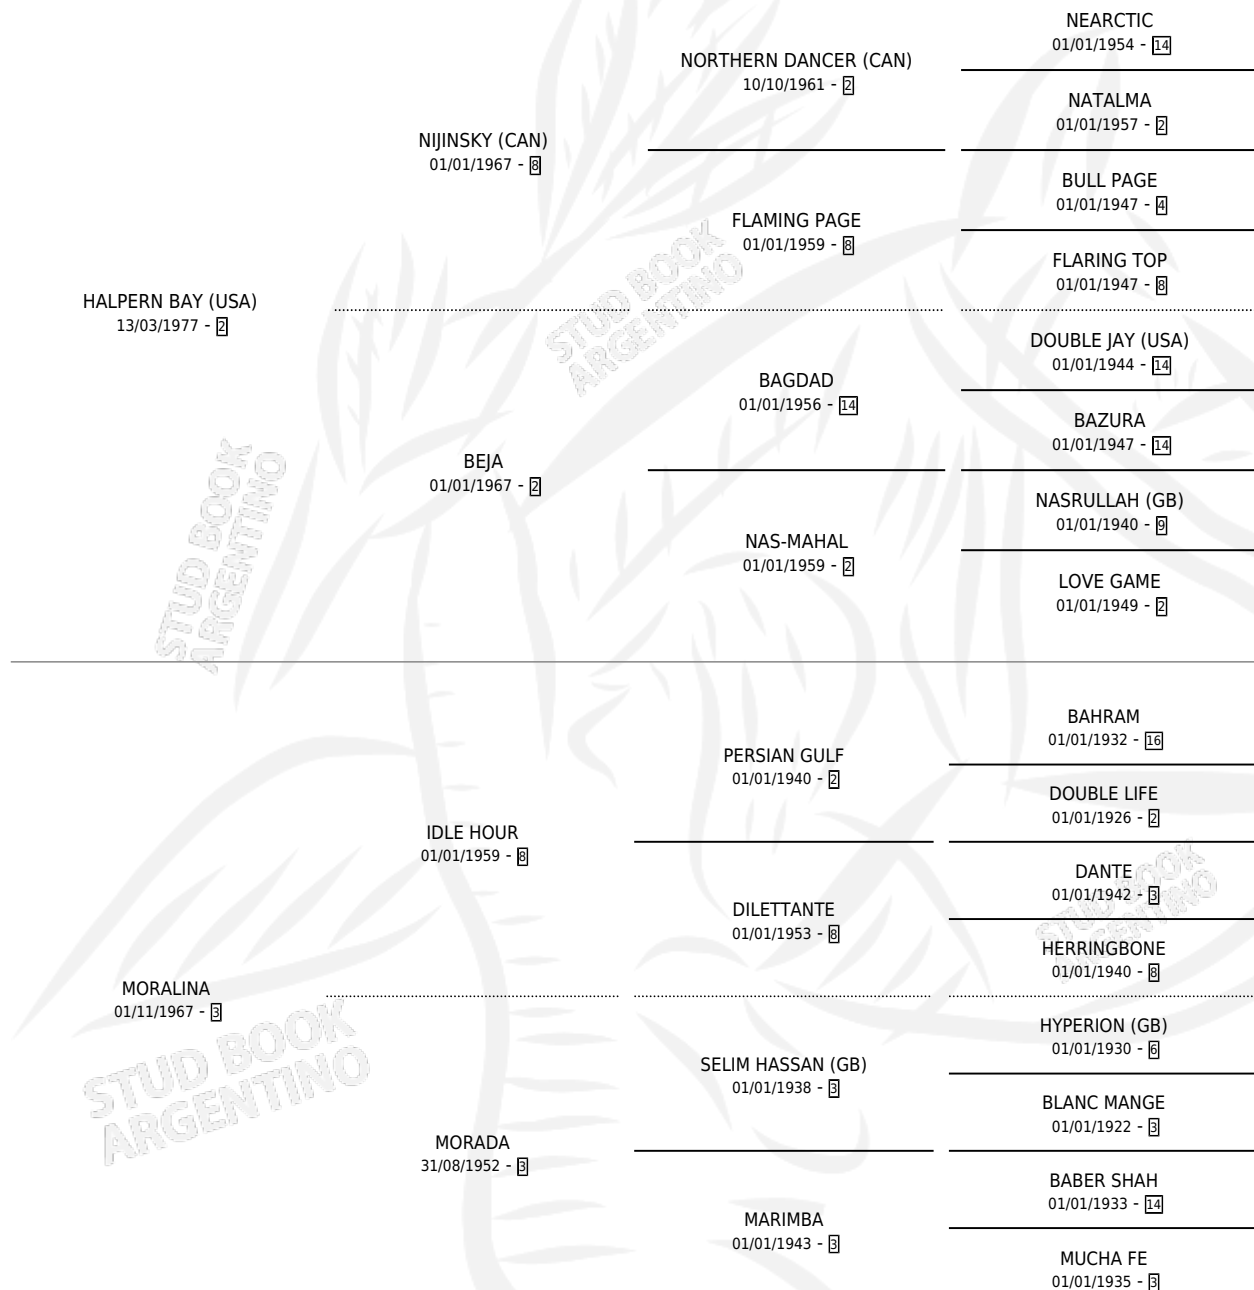 NEARCTIC
01/01/1954 - 14
NORTHERN DANCER (CAN)
10/10/1961 - 2
NATALMA
01/01/1957 - 2
NIJINSKY (CAN)
01/01/1967 - 8
BULL PAGE
01/01/1947 - 4
FLAMING PAGE
01/01/1959 - 8
FLARING TOP
01/01/1947 - 8
HALPERN BAY (USA)
13/03/1977 - 2
DOUBLE JAY (USA)
01/01/1944 - 14
BAGDAD
01/01/1956 - 14
BAZURA
01/01/1947 - 14
BEJA
01/01/1967 - 2
NASRULLAH (GB)
01/01/1940 - 9
NAS-MAHAL
01/01/1959 - 2
LOVE GAME
01/01/1949 - 2
BAHRAM
01/01/1932 - 16
PERSIAN GULF
01/01/1940 - 2
DOUBLE LIFE
01/01/1926 - 2
IDLE HOUR
01/01/1959 - 8
DANTE
01/01/1942 - 3
DILETTANTE
01/01/1953 - 8
HERRINGBONE
01/01/1940 - 8
MORALINA
01/11/1967 - 3
HYPERION (GB)
01/01/1930 - 6
SELIM HASSAN (GB)
01/01/1938 - 3
BLANC MANGE
01/01/1922 - 3
MORADA
31/08/1952 - 3
BABER SHAH
01/01/1933 - 14
MARIMBA
01/01/1943 - 3
MUCHA FE
01/01/1935 - 3
STUD BOOK
ARGENTINO
STUD BOOK
ARGENTINO
STUD BOOK
ARGENTINO
STUD BOOK
ARGENTINO